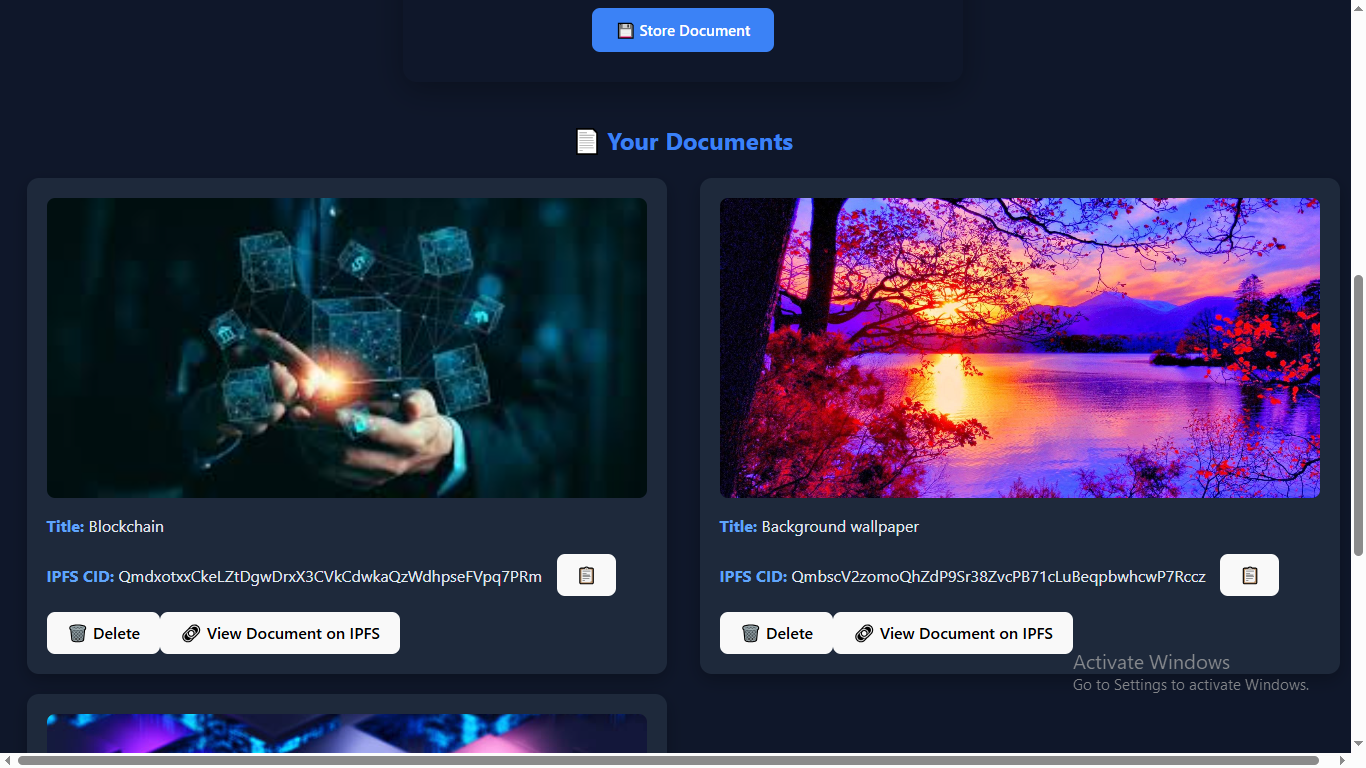 Store Document
Your Documents
Title: Blockchain
IPFS CID: QmdxotxxCkeLZtDgwDrxX3CVkCdwkaQzWdhpseFVpq7PRm
Delete
View Document on IPFS
Title: Background wallpaper
IPFS CID: QmbscV2zomoQhZdP9Sr38ZvcPB71cLuBeqpbwhcwP7Rccz
Delete
View Document on IPFS
Activate Windows
Go to Settings to activate Windows.